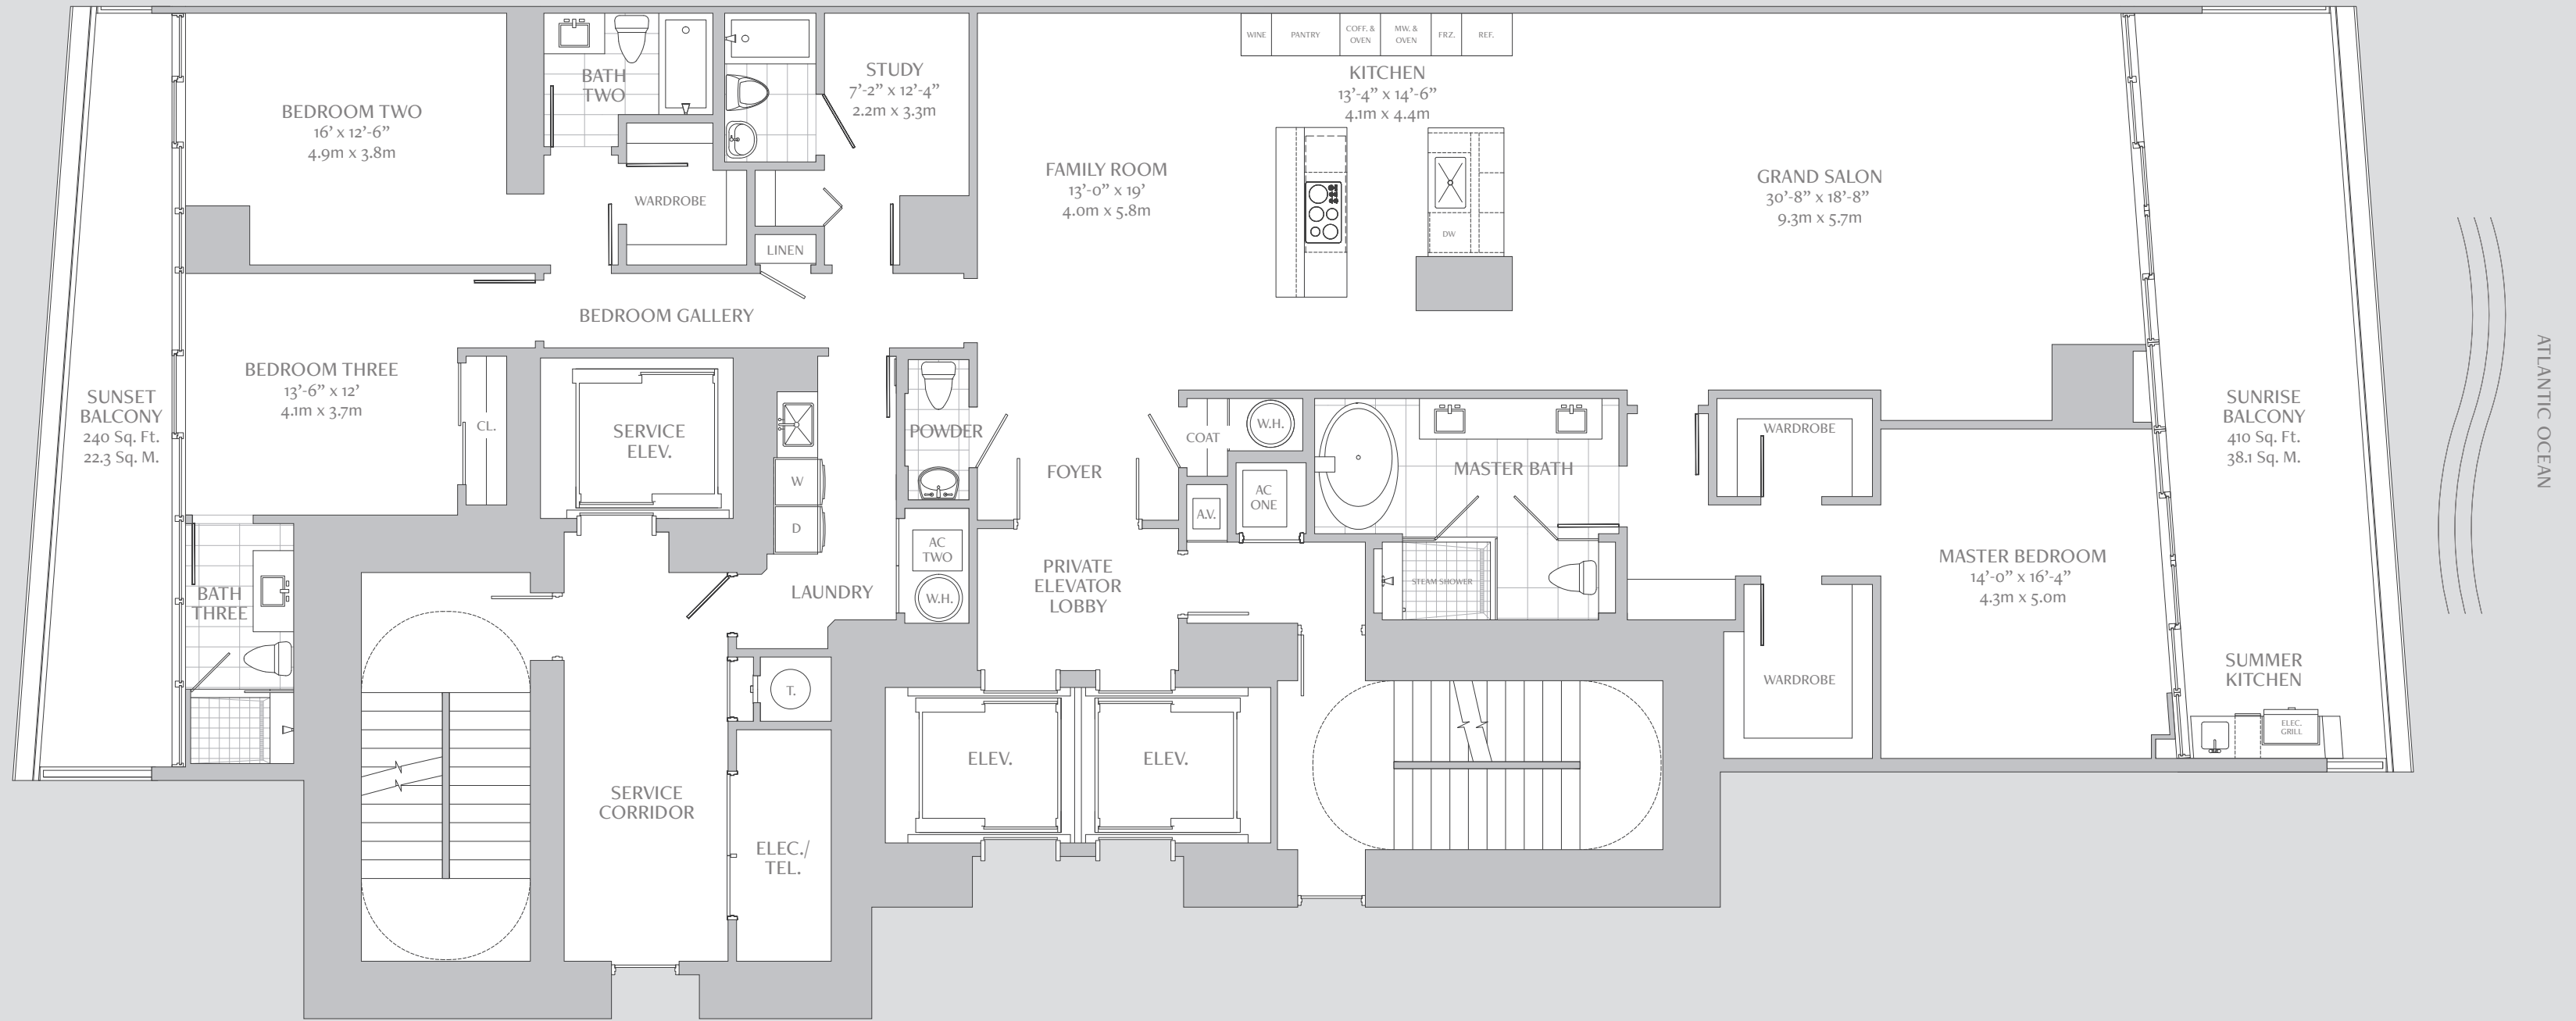 BEDROOM TWO
16’ x 12’-6”
4.9m x 3.8m
BATH
TWO
STUDY
7’-2” x 12’-4”
2.2m x 3.3m
WARDROBE
LINEN
FAMILY ROOM
13’-0” x 19’
4.0m x 5.8m
WINE
PANTRY
COFF. &
OVEN
MW. &
OVEN
FRZ.
REF.
KITCHEN
13’-4” x 14’-6”
4.1m x 4.4m
DW
GRAND SALON
30’-8” x 18’-8”
9.3m x 5.7m
BEDROOM GALLERY
SUNSET
BALCONY
240 Sq. Ft.
22.3 Sq. M.
BEDROOM THREE
13’-6” x 12’
4.1m x 3.7m
CL.
SERVICE
ELEV.
W
D
POWDER
FOYER
COAT
W.H.
A.V.
AC
ONE
MASTER BATH
WARDROBE
SUNRISE
BALCONY
410 Sq. Ft.
38.1 Sq. M.
ATLANTIC OCEAN
BATH
THREE
LAUNDRY
AC
TWO
W.H.
PRIVATE
ELEVATOR
LOBBY
STEAM SHOWER
MASTER BEDROOM
14’-0” x 16’-4”
4.3m x 5.0m
WARDROBE
SUMMER
KITCHEN
ELEC.
GRILL
T.
ELEV.
ELEV.
SERVICE
CORRIDOR
ELEC./
TEL.